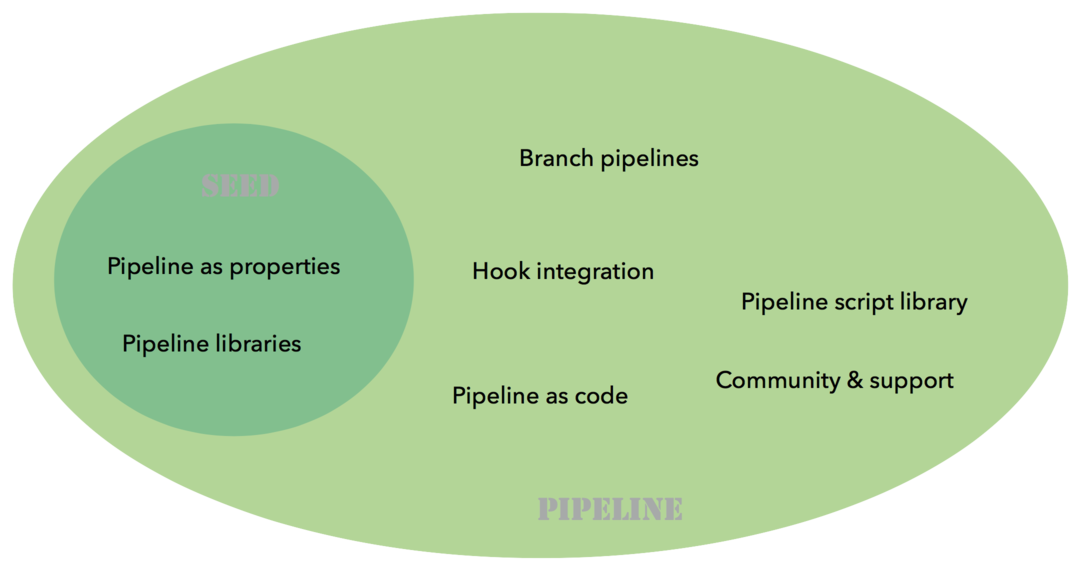 SEED
Pipeline as properties
Pipeline libraries
Branch pipelines
Hook integration
Pipeline as code
Pipeline script library
Community & support
PIPELINE